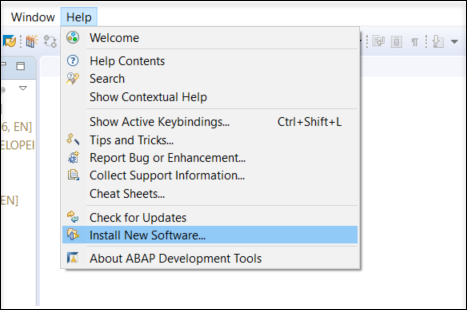 Window Help
Welcome
Help Contents
Search
Show Contextual Help
Show Active Keybindings... Ctrl+Shift+L
Tips and Tricks...
Report Bug or Enhancement...
Collect Support Information...
Cheat Sheets...
Check for Updates
Install New Software...
About ABAP Development Tools
]
6, EN]
ELOPER
EN]